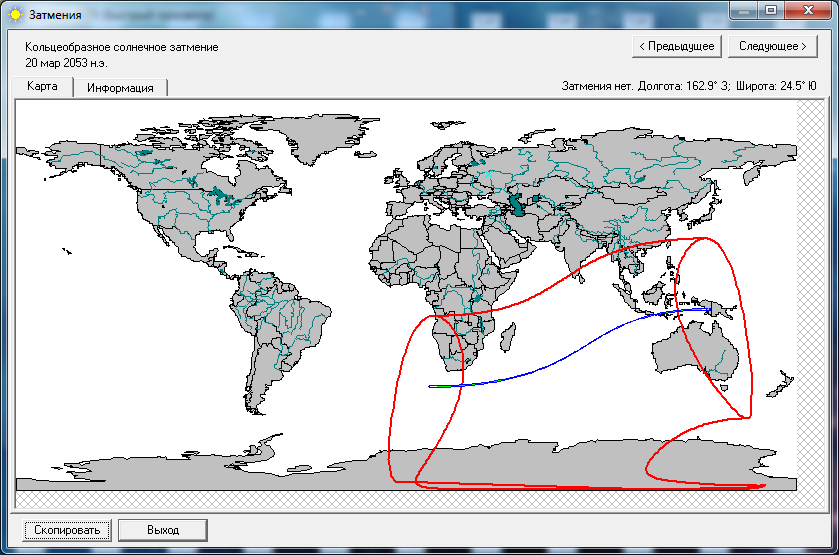 Затмения
Кольцеобразное солнечное затмение
20 мар 2053 н.э.
< Предыдущее
Следующее >
Карта
Информация
Затмения нет. Долгота: 162.9° З; Широта: 24.5° Ю
Скопировать
Выход